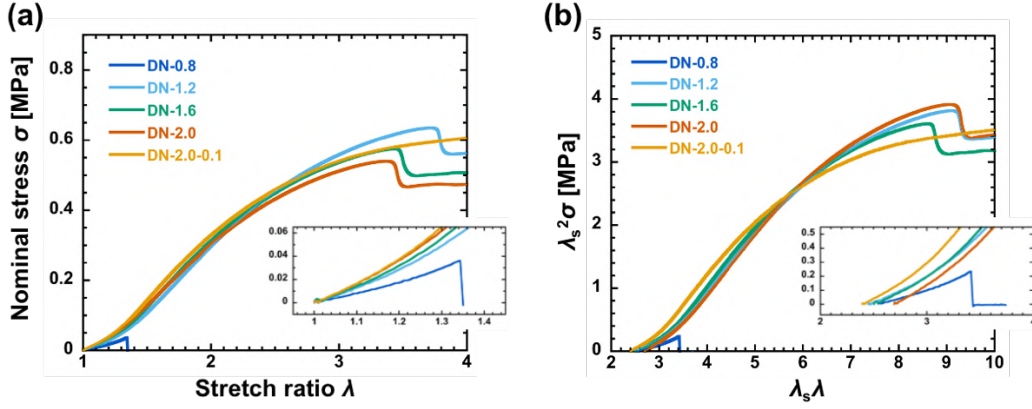 (a)
Nominal stress σ [MPa]
0.8
0.6
0.4
0.2
0
DN-0.8
DN-1.2
DN-1.6
DN-2.0
DN-2.0-0.1
0.06
0.04
0.02
0
1 1.1 1.2 1.3 1.4
1 2 3 4
Stretch ratio λ
(b)
λs²σ [MPa]
5
4
3
2
1
0
DN-0.8
DN-1.2
DN-1.6
DN-2.0
DN-2.0-0.1
0.5
0.4
0.3
0.2
0.1
0
2 3
2 3 4 5 6 7 8 9 10
λsλ